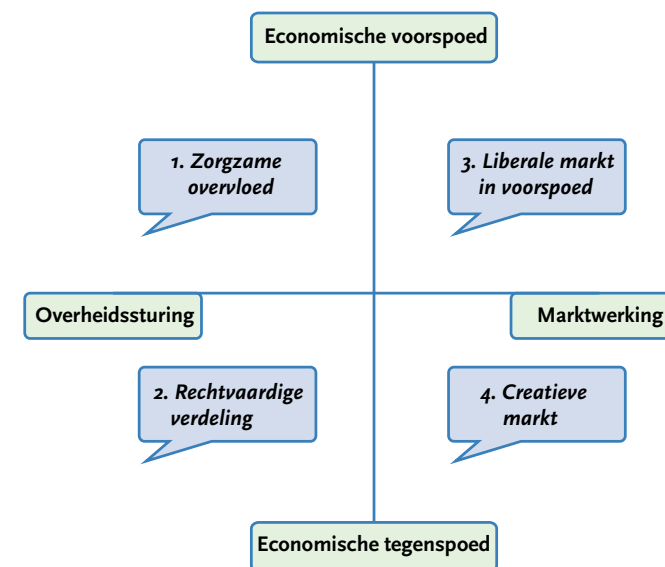 Economische voorspoed
1. Zorgzame
overvloed
3. Liberale markt
in voorspoed
Overheidssturing
Marktwerking
2. Rechtvaardige
verdeling
4. Creatieve
markt
Economische tegenspoed